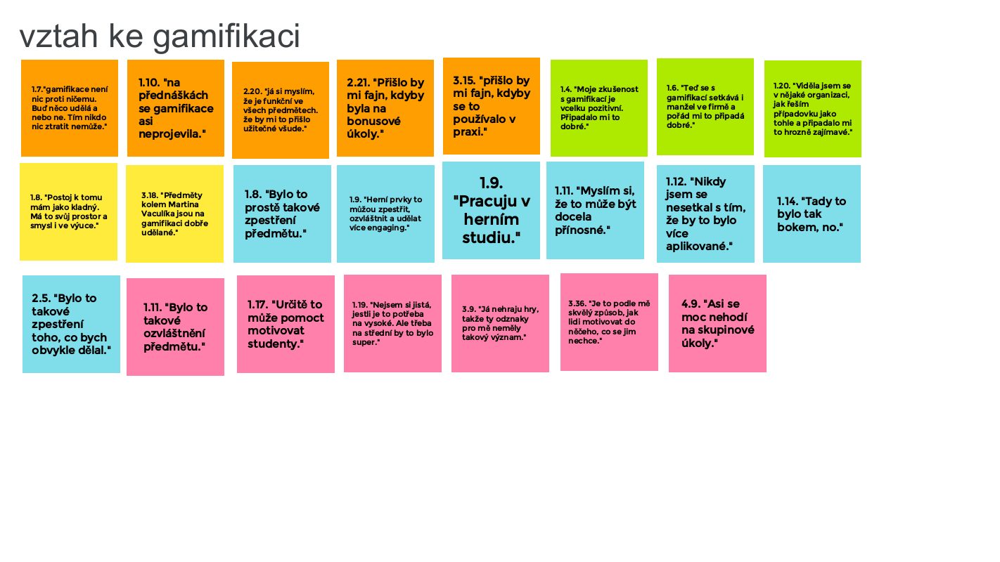 vztah ke gamifikaci
1.7."gamifikace není
nic proti ničemu.
Buď něco udělá a
nebo ne. Tím nikdo
nic ztratit nemůže."
1.10. "na
přednáškách
se gamifikace
asi
neprojevila."
2.20. "já si myslím,
že je funkční ve
všech předmětech.
že by mi to přišlo
užitečné všude."
2.21. "Přišlo by
mi fajn, kdyby
byla na
bonusové
úkoly."
3.15. "přišlo by
mi fajn, kdyby
se to
používalo v
praxi."
1.4. "Moje zkušenost
s gamifikací je
vcelku pozitivní.
Připadalo mi to
dobré."
1.6. "Teď se s
gamifikací setkává i
manžel ve firmě a
pořád mi to připadá
dobré."
1.20. "Viděla jsem se
v nějaké organizaci,
jak řeším
případovku jako
tohle a připadalo mi
to hrozně zajímavé."
1.8. "Postoj k tomu
mám jako kladný.
Má to svůj prostor a
smysl i ve výuce."
3.18. "Předměty
kolem Martina
Vaculíka jsou na
gamifikaci dobře
udělané."
1.8. "Bylo to
prostě takové
zpestření
předmětu."
1.9. "Herní prvky to
můžou zpestřit,
ozvláštnit a udělat
více engaging."
1.9.
"Pracuju v
herním
studiu."
1.11. "Myslím si,
že to může být
docela
přínosné."
1.12. "Nikdy
jsem se
nesetkal s tím,
že by to bylo
více
aplikované."
1.14. "Tady to
bylo tak
bokem, no."
2.5. "Bylo to
takové
zpestření
toho, co bych
obvykle dělal."
1.11. "Bylo to
takové
ozvláštnění
předmětu."
1.17. "Určitě to
může pomoct
motivovat
studenty."
1.19. "Nejsem si jistá,
jestli je to potřeba
na vysoké. Ale třeba
na střední by to bylo
super."
3.9. "Já nehraju hry,
takže ty odznaky
pro mě neměly
takový význam."
3.36. "Je to podle mě
skvělý způsob, jak
lidi motivovat do
něčeho, co se jim
nechce."
4.9. "Asi se
moc nehodí
na skupinové
úkoly."